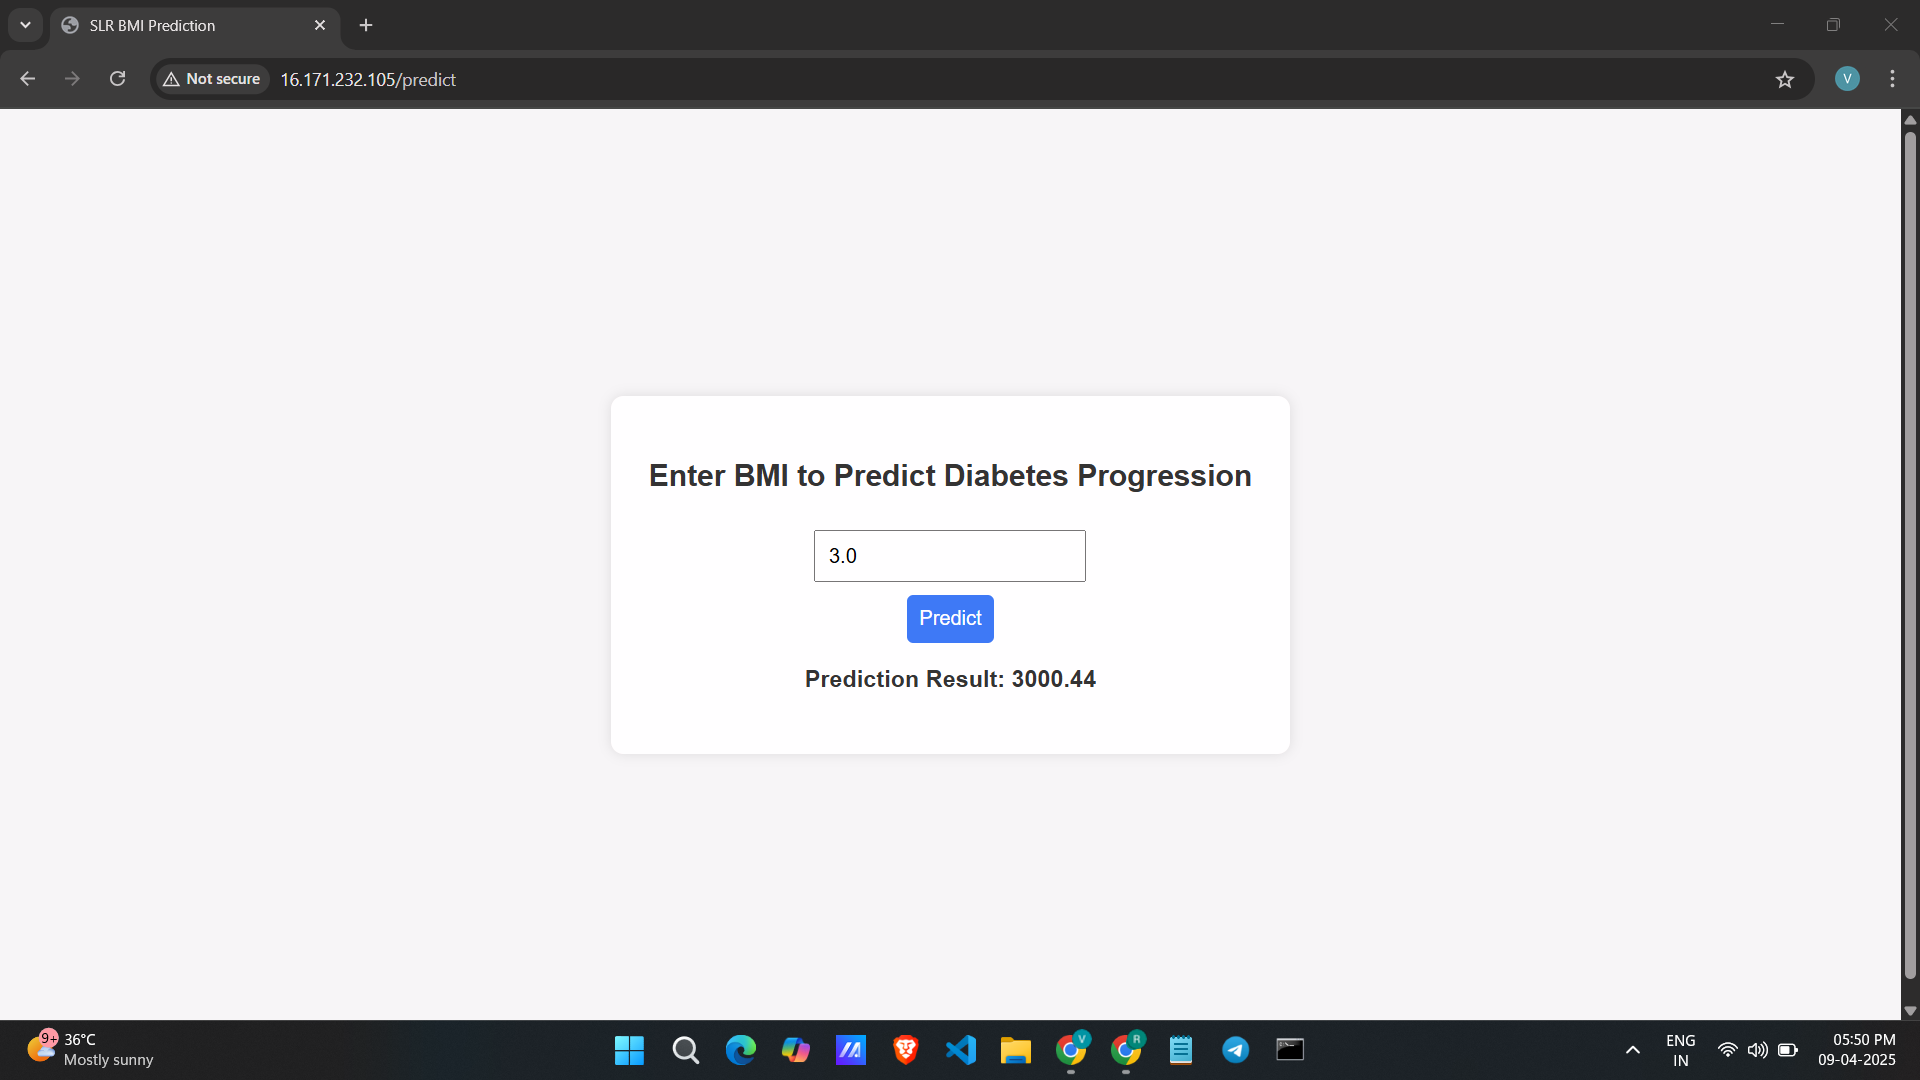 SLR BMI Prediction
Not secure
16.171.232.105/predict
V
Enter BMI to Predict Diabetes Progression
3.0
Predict
Prediction Result: 3000.44
9+
36°C
Mostly sunny
V
R
ENG
IN
05:50 PM
09-04-2025